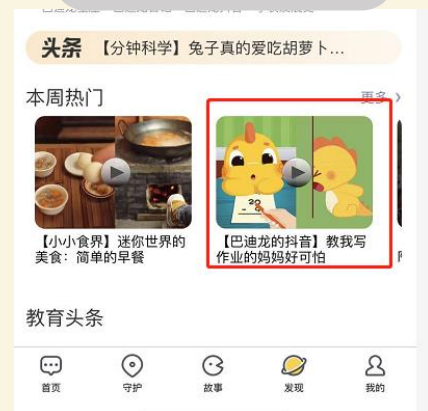 头条 【分钟科学】兔子真的爱吃胡萝卜...
本周热门
更多 >
【小小食界】迷你世界的
美食：简单的早餐
【巴迪龙的抖音】教我写
作业的妈妈好可怕
教育头条
首页
守护
故事
发现
我的